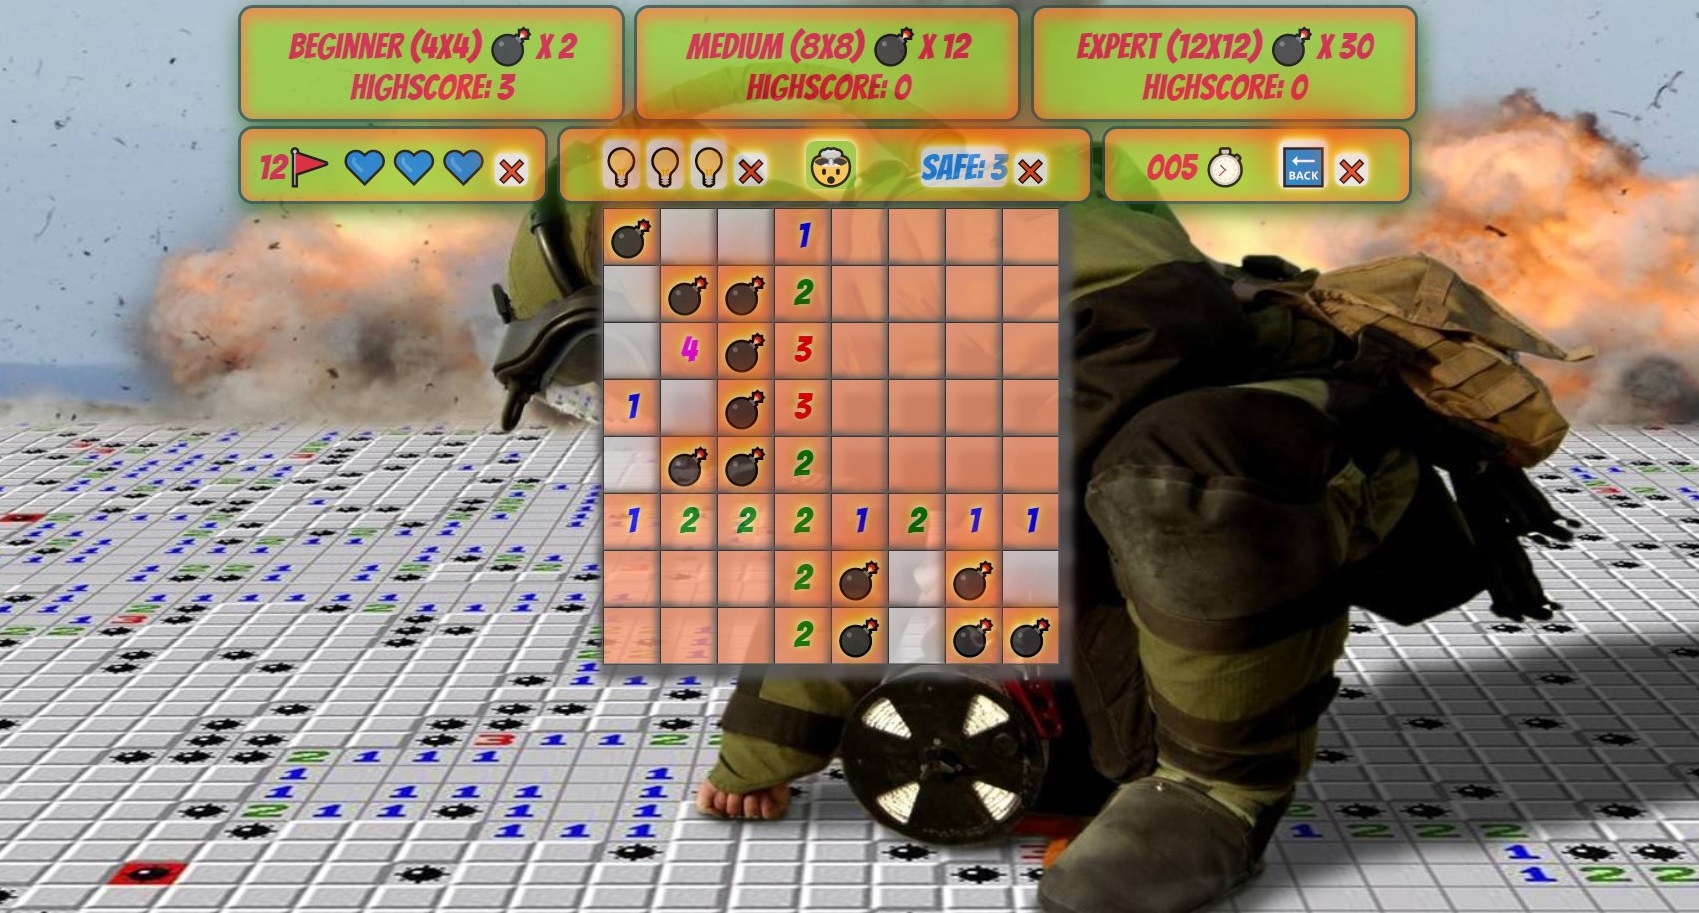 BEGINNER (4X4) 💣 X 2
HIGHSCORE: 3
MEDIUM (8X8) 💣 X 12
HIGHSCORE: 0
EXPERT (12X12) 💣 X 30
HIGHSCORE: 0
12
SAFE: 3
005
BACK
1
2
4 3
1 3
2
1 2 2 2 1 2 1 1
2
2